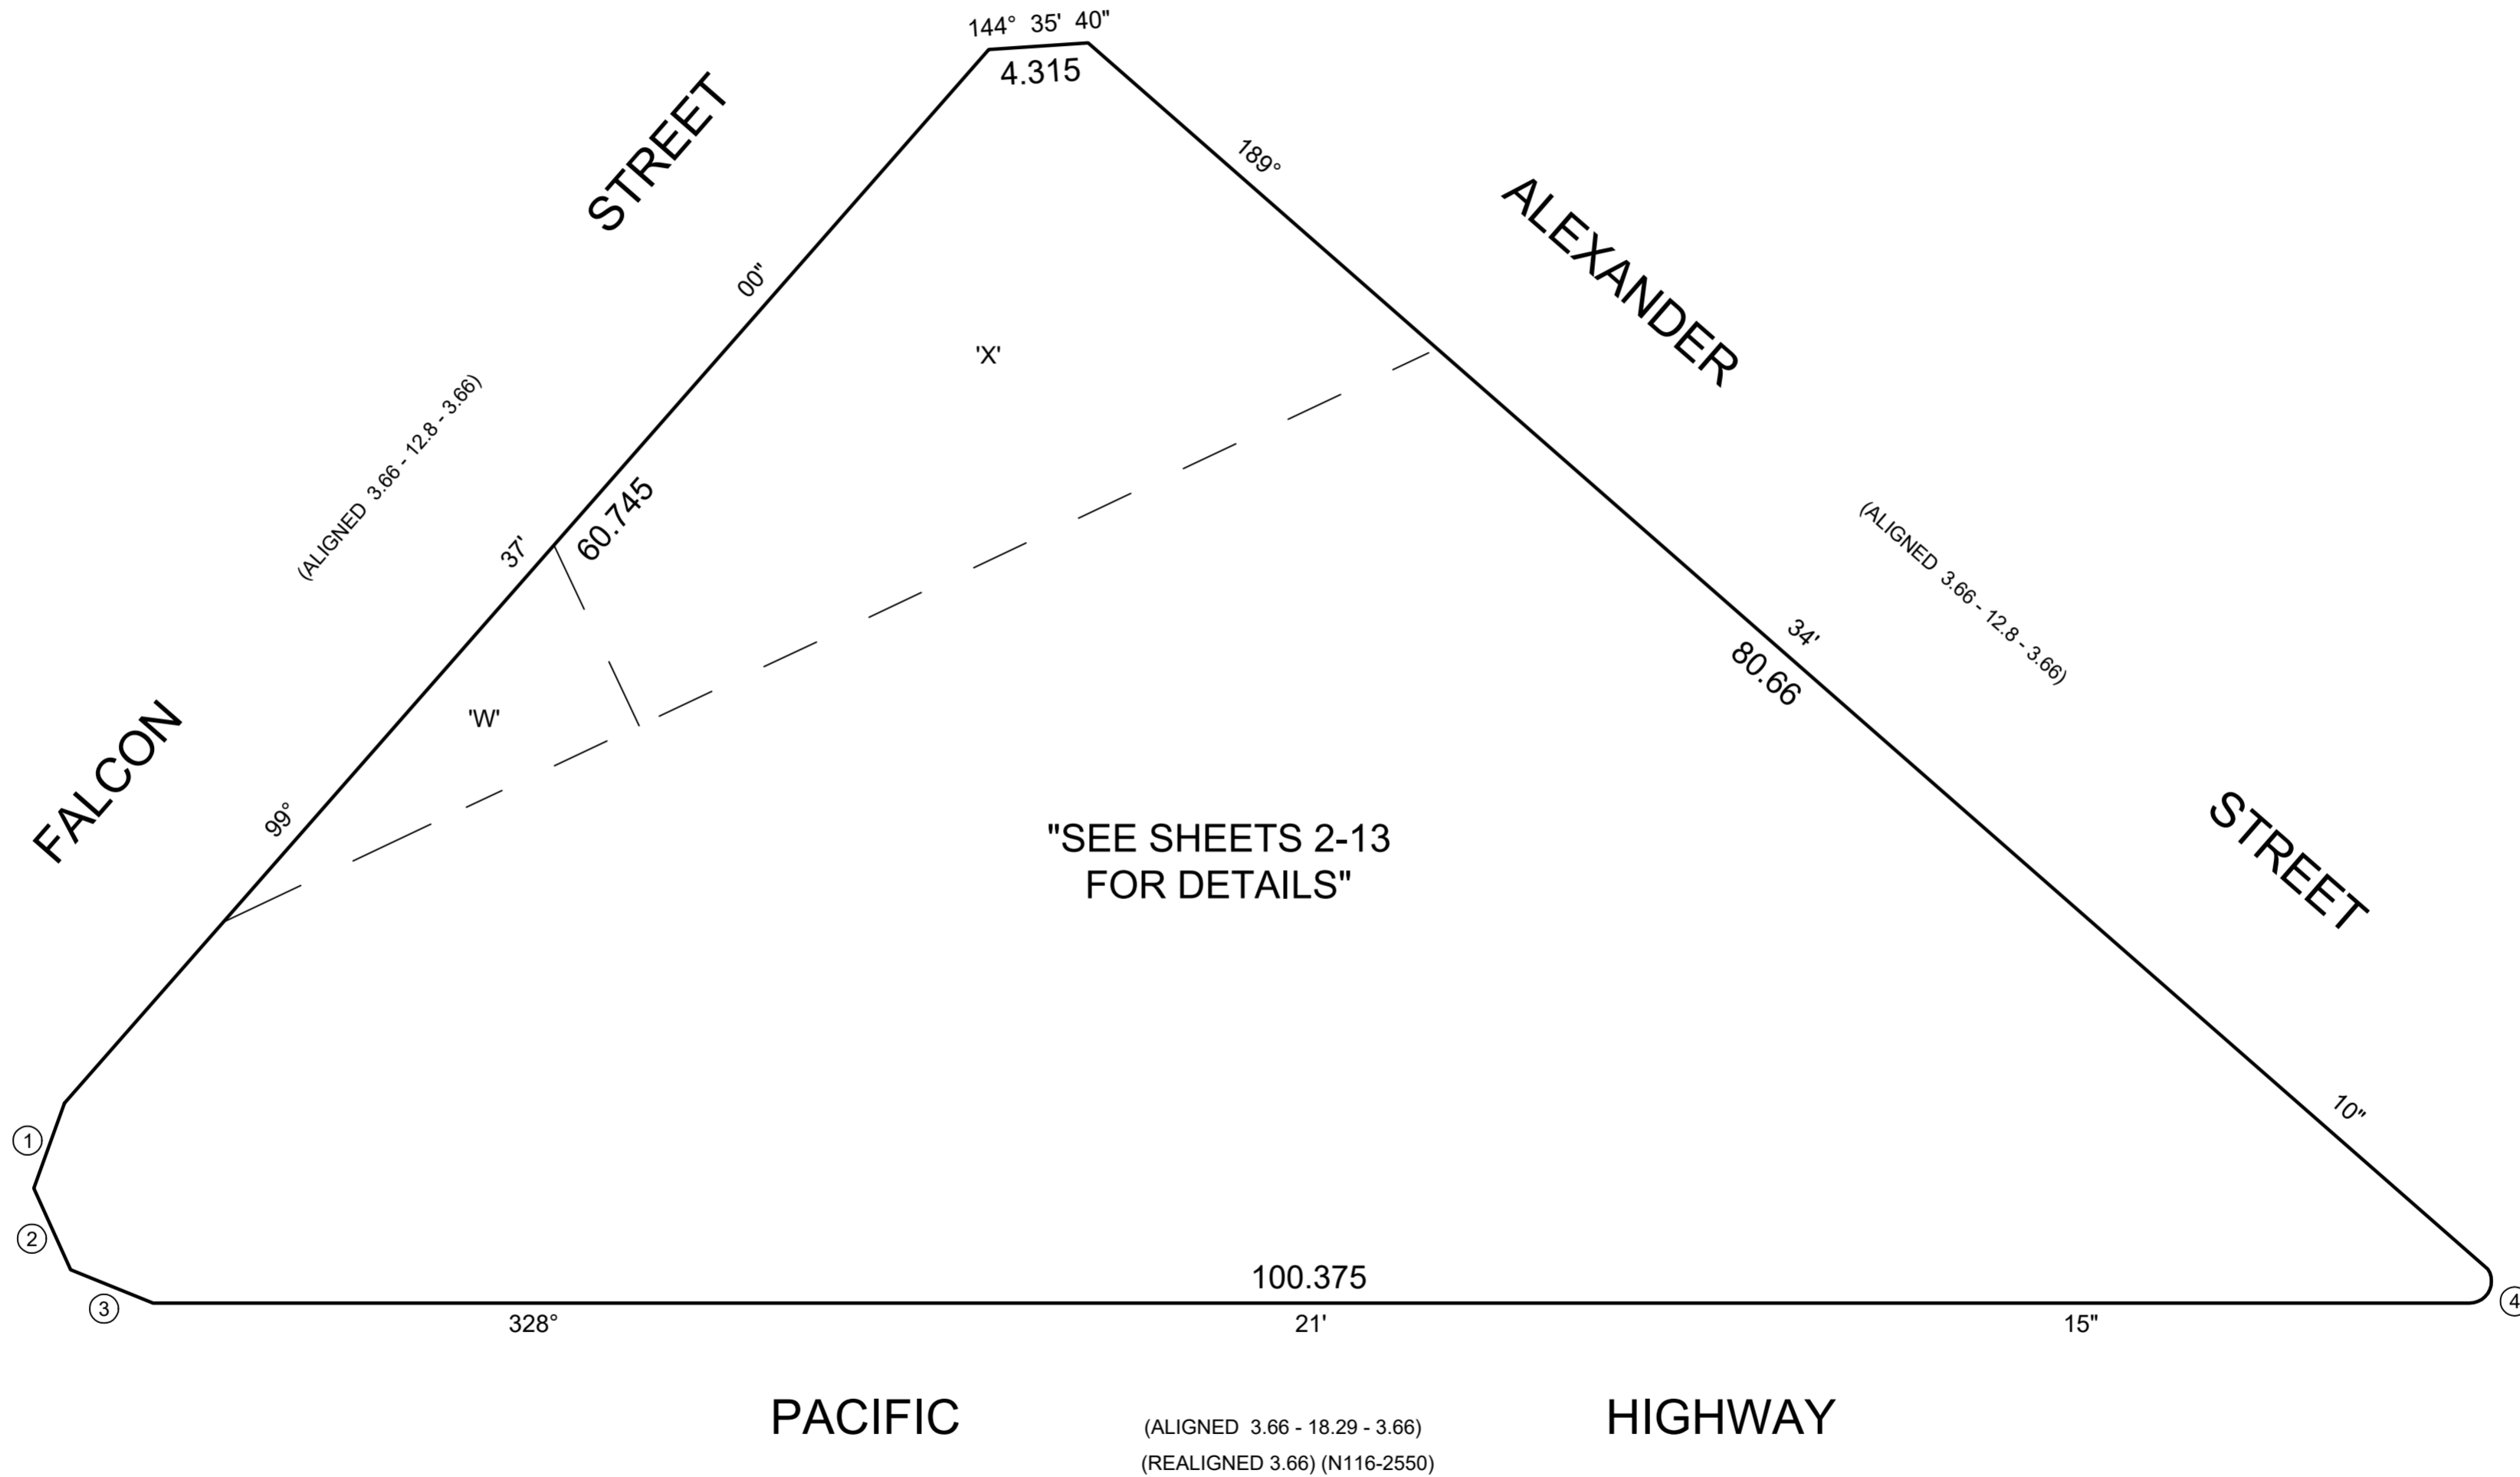 144° 35' 40"
4.315
STREET
189°
ALEXANDER
00"
'X'
(ALIGNED 3.66 - 12.8 - 3.66)
60.745
37'
(ALIGNED 3.66 - 12.8 - 3.66)
34'
80.66
FALCON
'W'
99°
"SEE SHEETS 2-13
FOR DETAILS"
STREET
10"
1
2
3
100.375
4
328° 21' 15"
PACIFIC HIGHWAY
(ALIGNED 3.66 - 18.29 - 3.66)
(REALIGNED 3.66) (N116-2550)